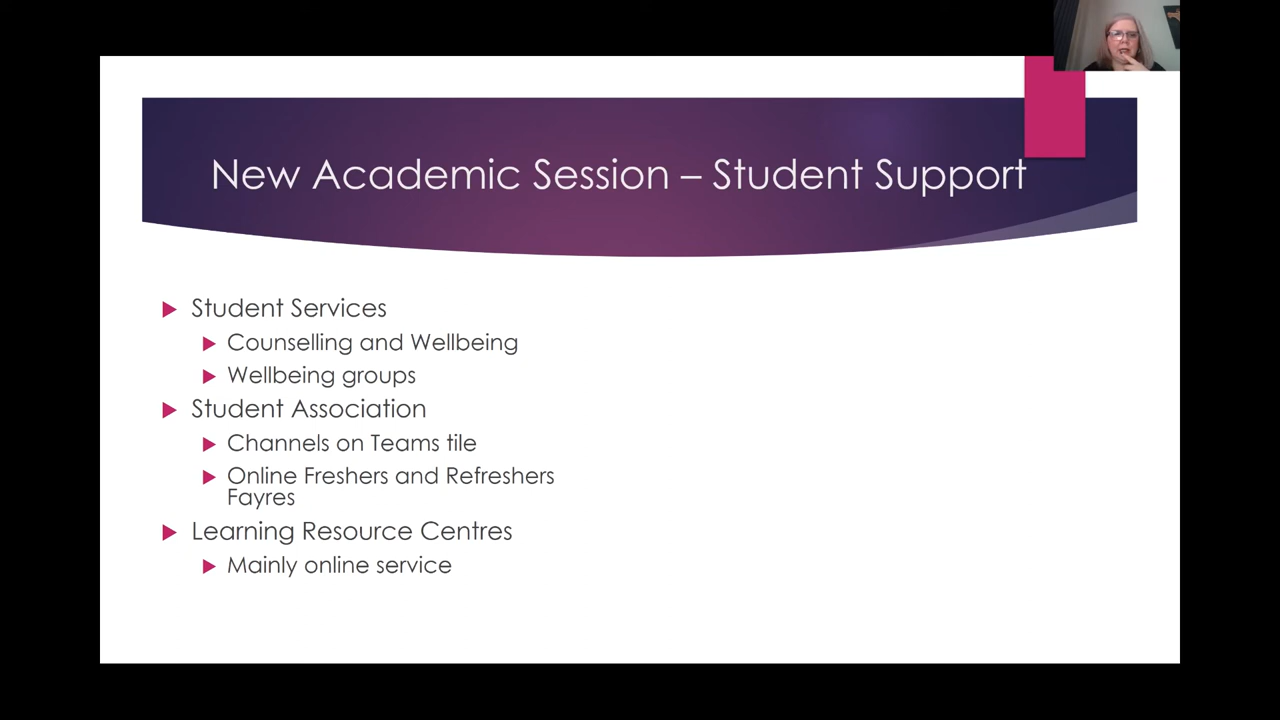 New Academic Session – Student Support
Student Services
Counselling and Wellbeing
Wellbeing groups
Student Association
Channels on Teams tile
Online Freshers and Refreshers
Fayres
Learning Resource Centres
Mainly online service